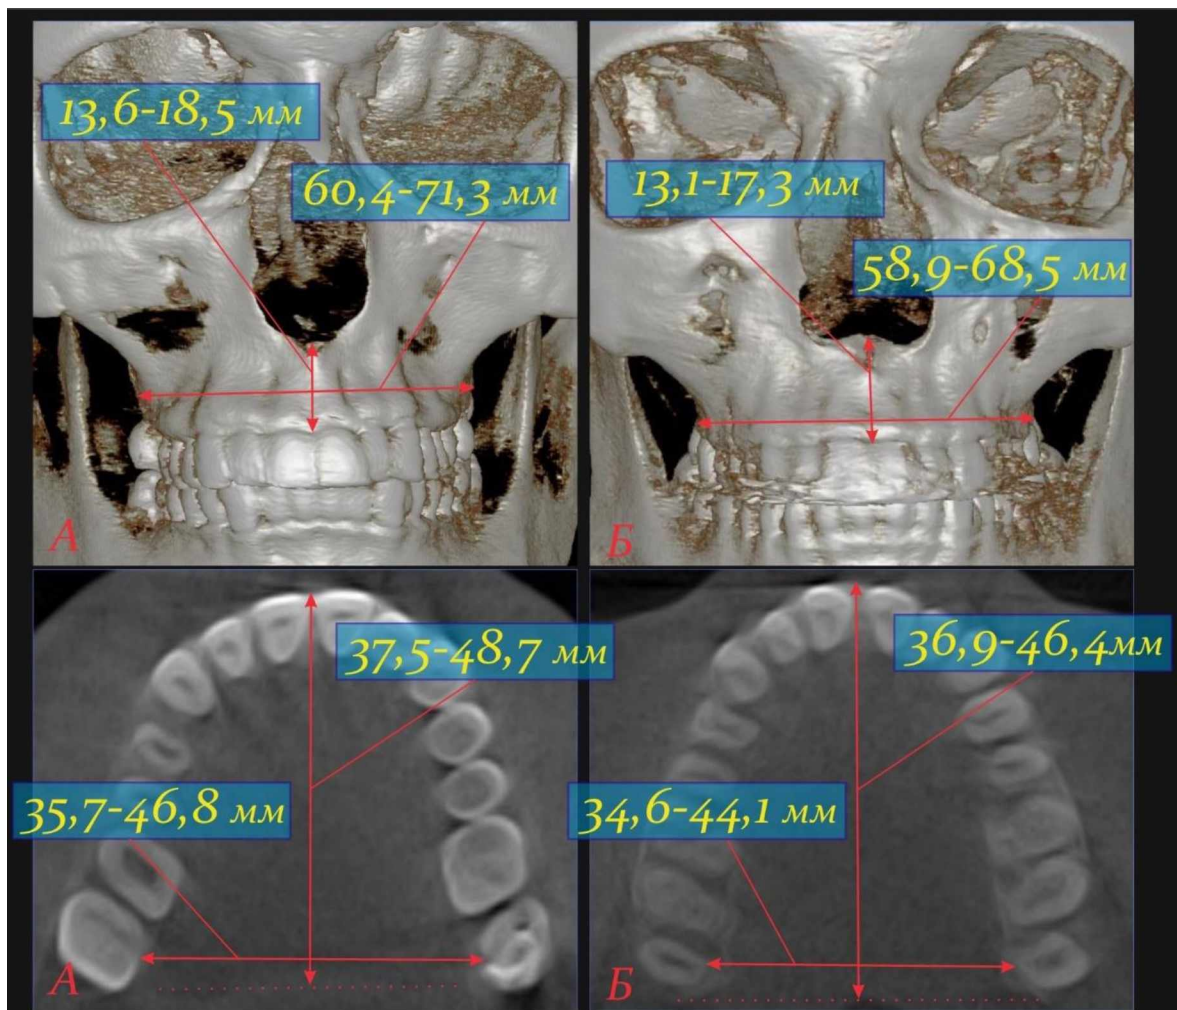 13,6-18,5 мм
60,4-71,3 мм
А
13,1-17,3 мм
58,9-68,5 мм
Б
37,5-48,7 мм
35,7-46,8 мм
А
36,9-46,4мм
34,6-44,1 мм
Б